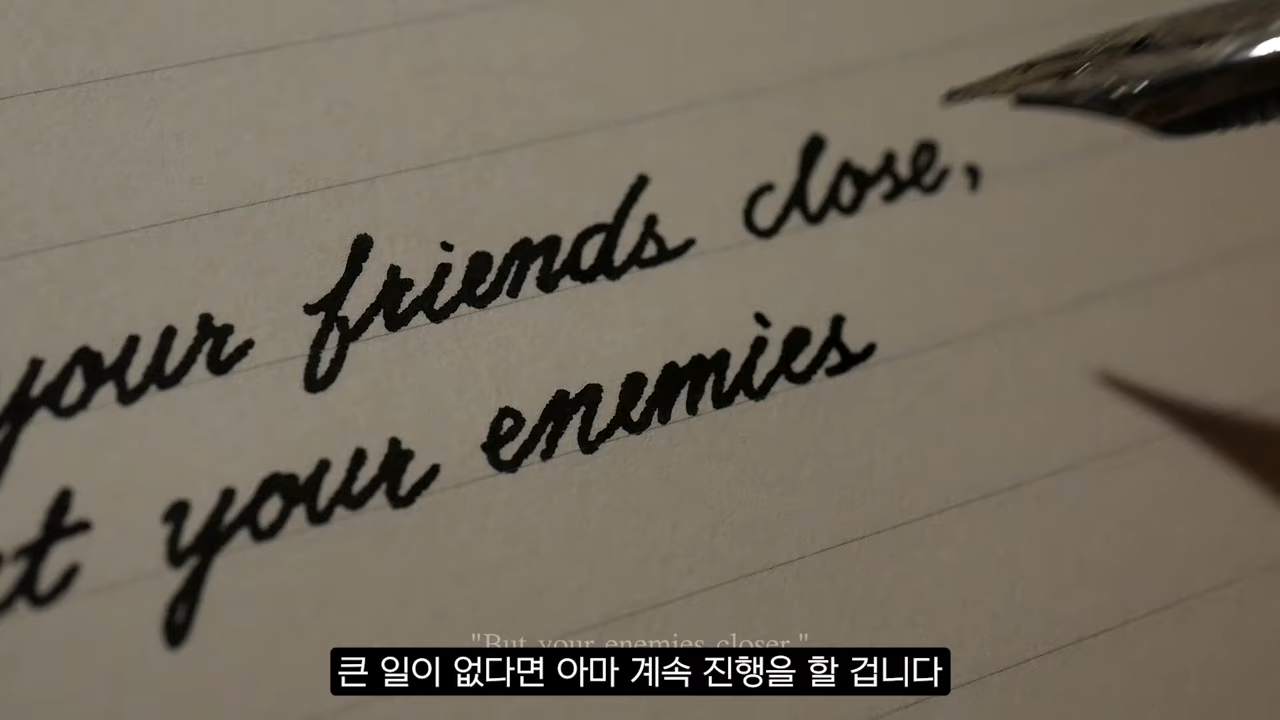 your friends close,
your enemies
"But your enemies closer."
큰 일이 없다면 아마 계속 진행을 할 겁니다